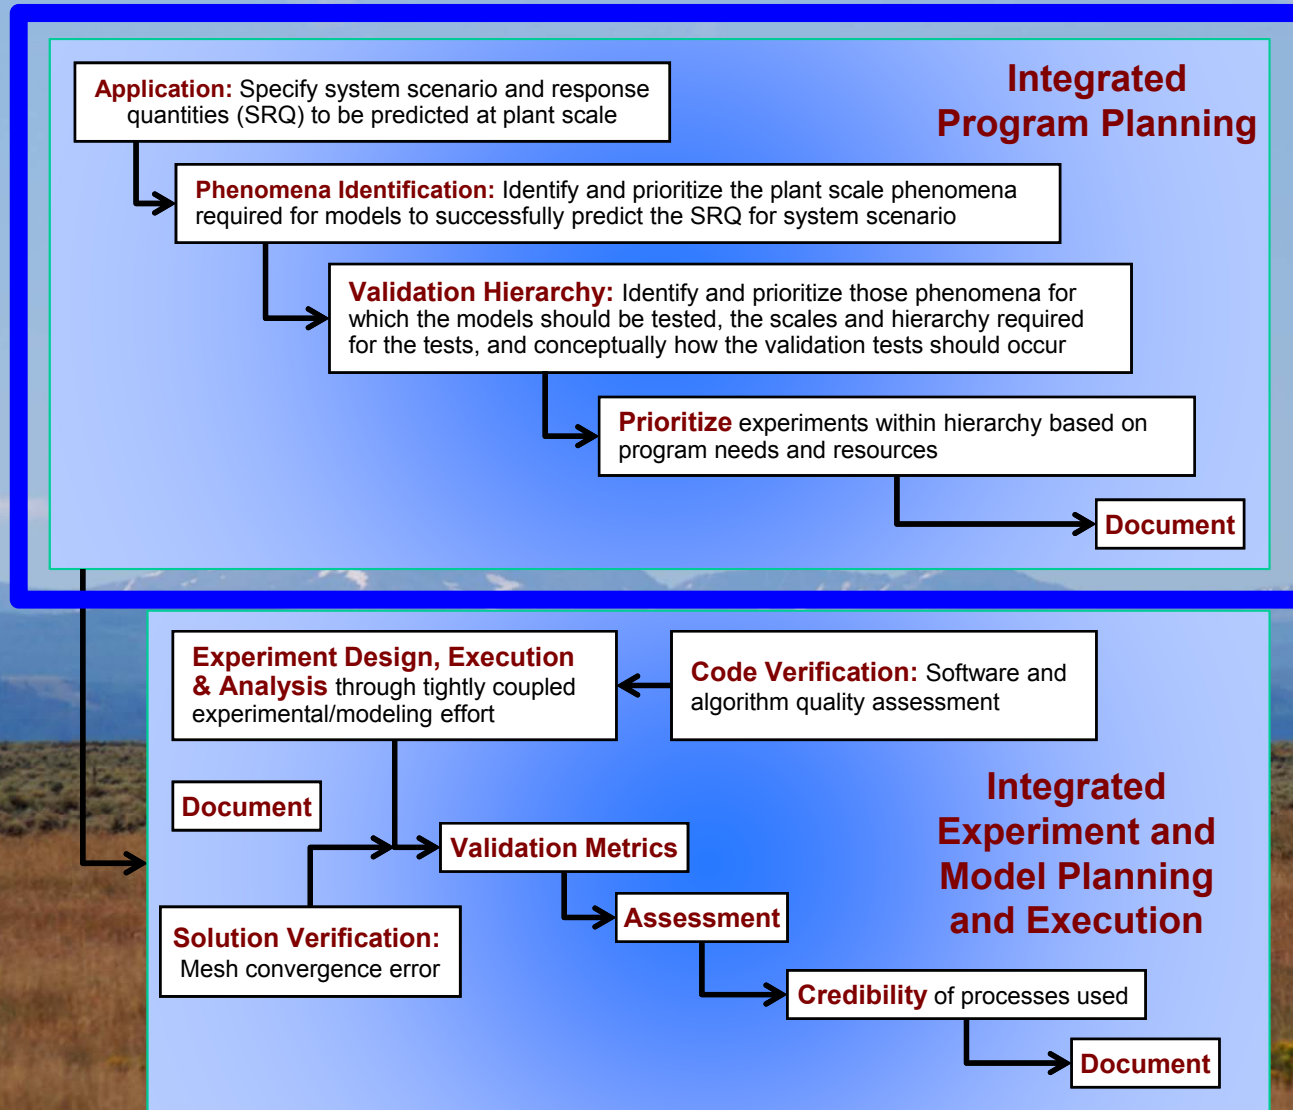 Integrated
Program Planning
Application: Specify system scenario and response
quantities (SRQ) to be predicted at plant scale
Phenomena Identification: Identify and prioritize the plant scale phenomena
required for models to successfully predict the SRQ for system scenario
Validation Hierarchy: Identify and prioritize those phenomena for
which the models should be tested, the scales and hierarchy required
for the tests, and conceptually how the validation tests should occur
Prioritize experiments within hierarchy based on
program needs and resources
Document
Experiment Design, Execution
& Analysis through tightly coupled
experimental/modeling effort
Code Verification: Software and
algorithm quality assessment
Document
Integrated
Experiment and
Model Planning
and Execution
Validation Metrics
Assessment
Solution Verification:
Mesh convergence error
Credibility of processes used
Document